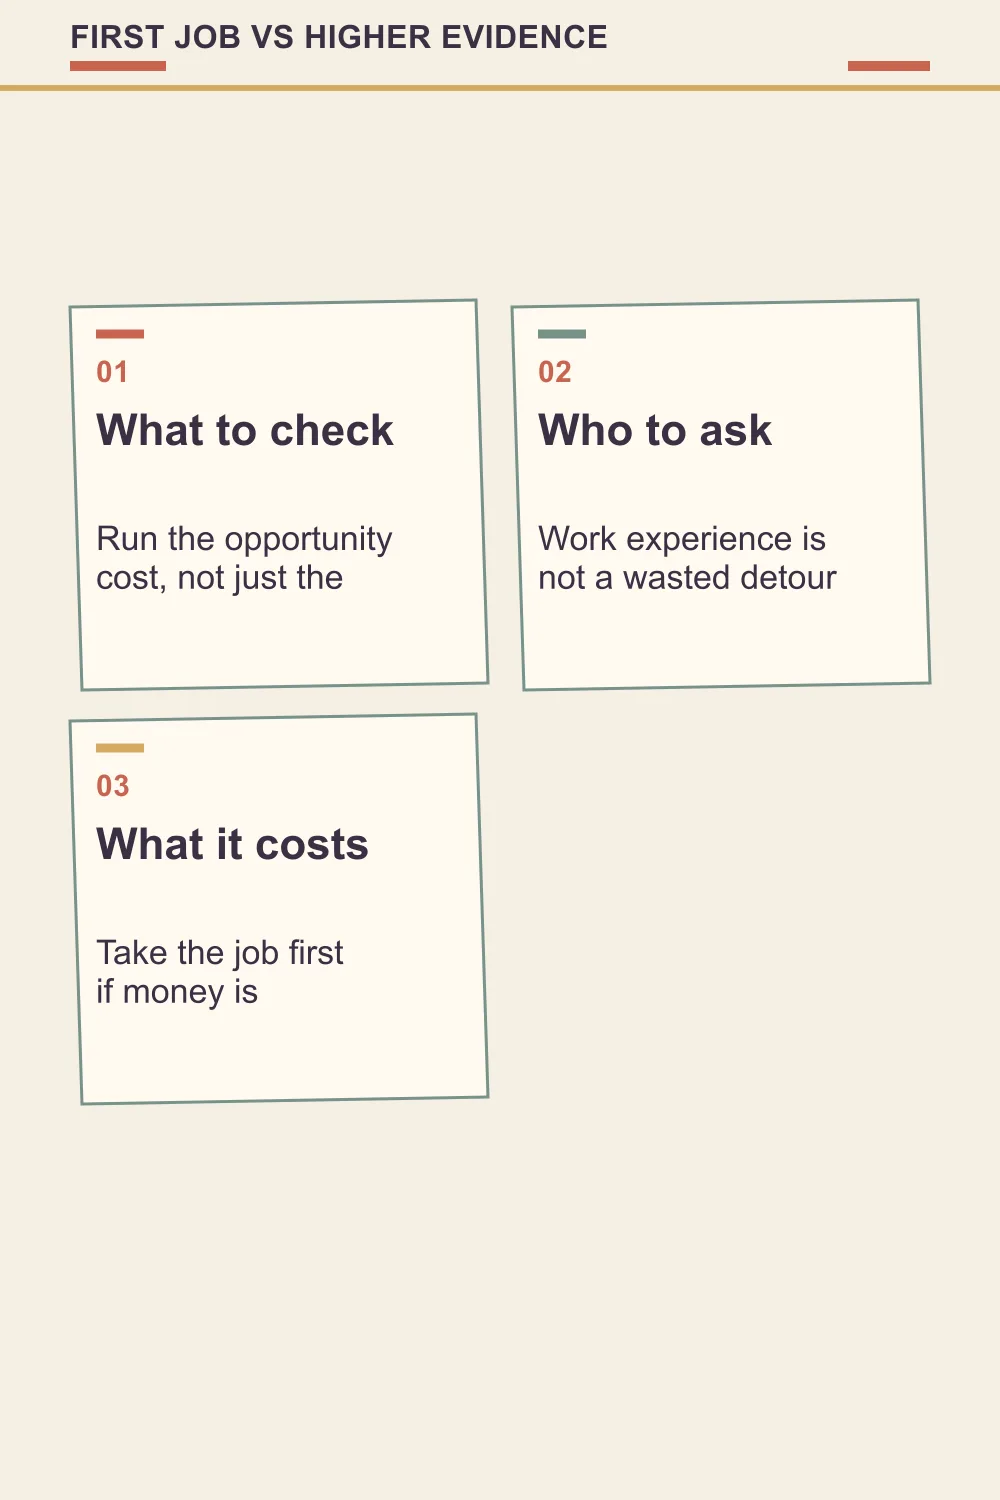 FIRST JOB VS HIGHER EVIDENCE
01
What to check
Run the opportunity
cost, not just the
02
Who to ask
Work experience is
not a wasted detour
03
What it costs
Take the job first
if money is